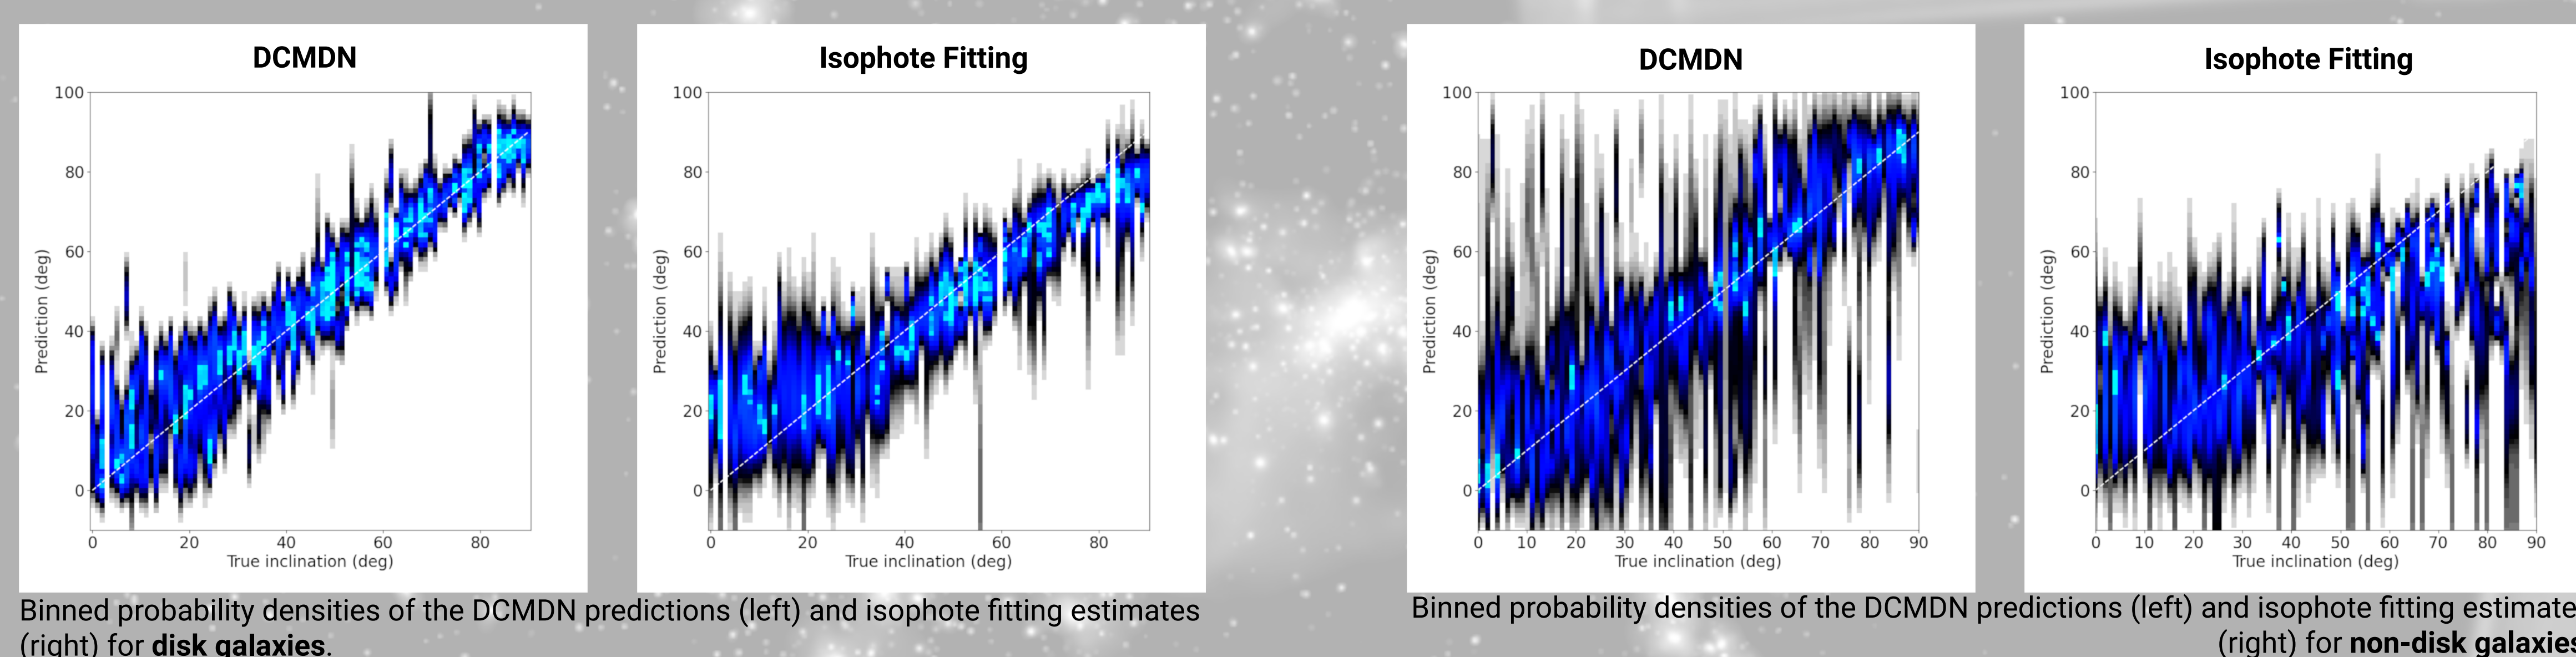 DCMDN
100
80
60
40
20
0
Prediction (deg)
0 20 40 60 80
True inclination (deg)
Isophote Fitting
100
80
60
40
20
0
Prediction (deg)
0 20 40 60 80
True inclination (deg)
Binned probability densities of the DCMDN predictions (left) and isophote fitting estimates
(right) for disk galaxies.
DCMDN
100
80
60
40
20
0
Prediction (deg)
0 10 20 30 40 50 60 70 80 90
True inclination (deg)
Isophote Fitting
100
80
60
40
20
0
Prediction (deg)
0 10 20 30 40 50 60 70 80 90
True inclination (deg)
Binned probability densities of the DCMDN predictions (left) and isophote fitting estimate
(right) for non-disk galaxies